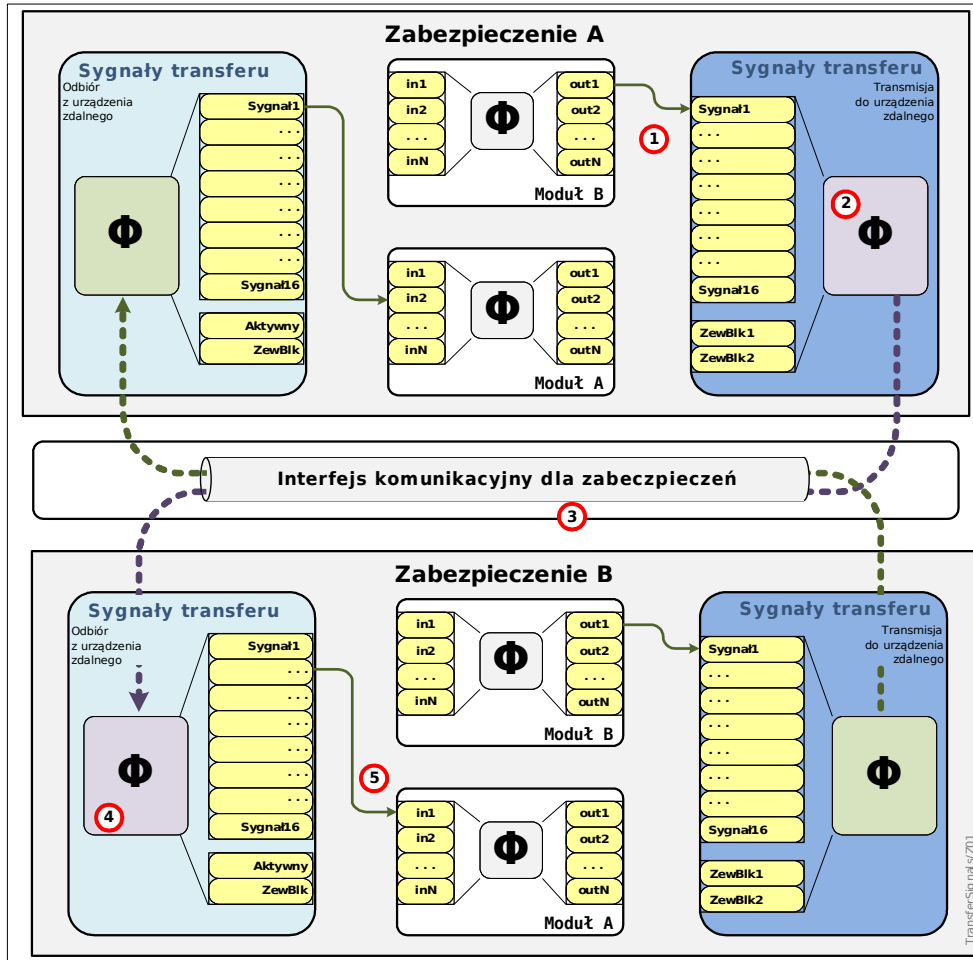 Zabezpieczenie A
Sygnały transferu
Odbiór
z urządzenia
zdalnego
Sygnał1
...
...
...
...
...
...
Sygnał16
Aktywny
ZewBlk
Φ
in1
in2
...
inN
Φ
out1
out2
...
outN
Moduł B
in1
in2
...
inN
Φ
out1
out2
...
outN
Moduł A
1
Sygnały transferu
Transmisja
do urządzenia
zdalnego
Sygnał1
...
...
...
...
...
...
Sygnał16
ZewBlk1
ZewBlk2
2
Φ
Interfejs komunikacyjny dla zabeczpieczeń
3
Zabezpieczenie B
Sygnały transferu
Odbiór
z urządzenia
zdalnego
Sygnał1
...
...
...
...
...
...
Sygnał16
Aktywny
ZewBlk
Φ
4
in1
in2
...
inN
Φ
out1
out2
...
outN
Moduł B
5
in1
in2
...
inN
Φ
out1
out2
...
outN
Moduł A
Sygnały transferu
Transmisja
do urządzenia
zdalnego
Sygnał1
...
...
...
...
...
...
Sygnał16
ZewBlk1
ZewBlk2
Φ
TransferSignals/Z01